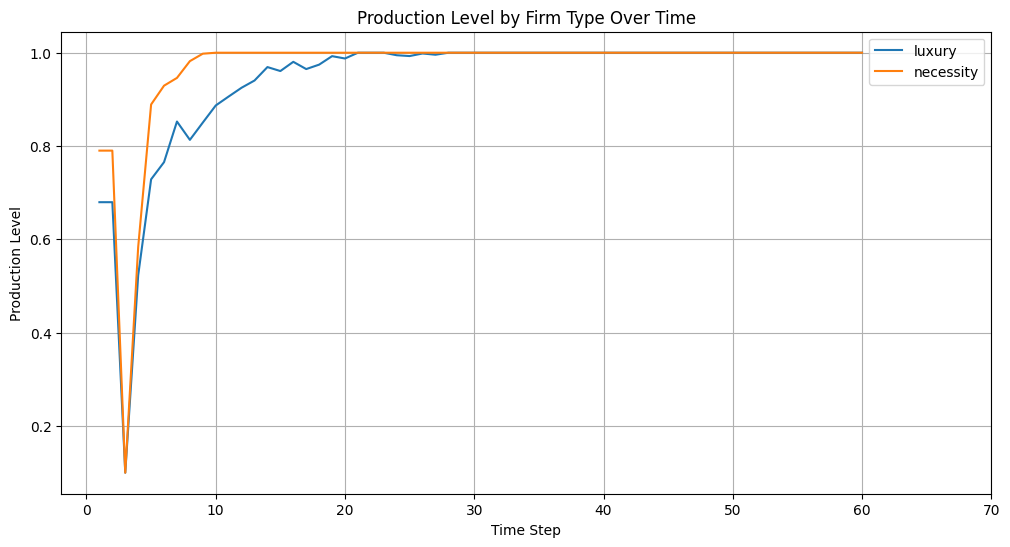 Production Level by Firm Type Over Time
luxury
necessity
Production Level
1.0
0.8
0.6
0.4
0.2
0 10 20 30 40 50 60 70
Time Step